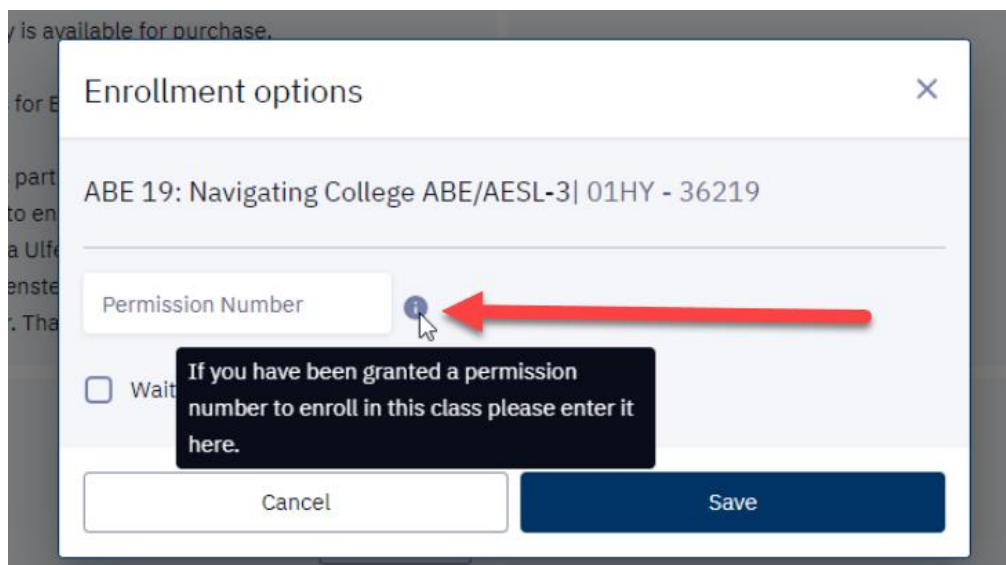 y is available for purchase.
Enrollment options
for E
part
ABE 19: Navigating College ABE/AESL-3| 01HY - 36219
to en
a Ulfe
enste
Permission Number
r. Tha
If you have been granted a permission
Wait
number to enroll in this class please enter it
here.
Cancel
Save